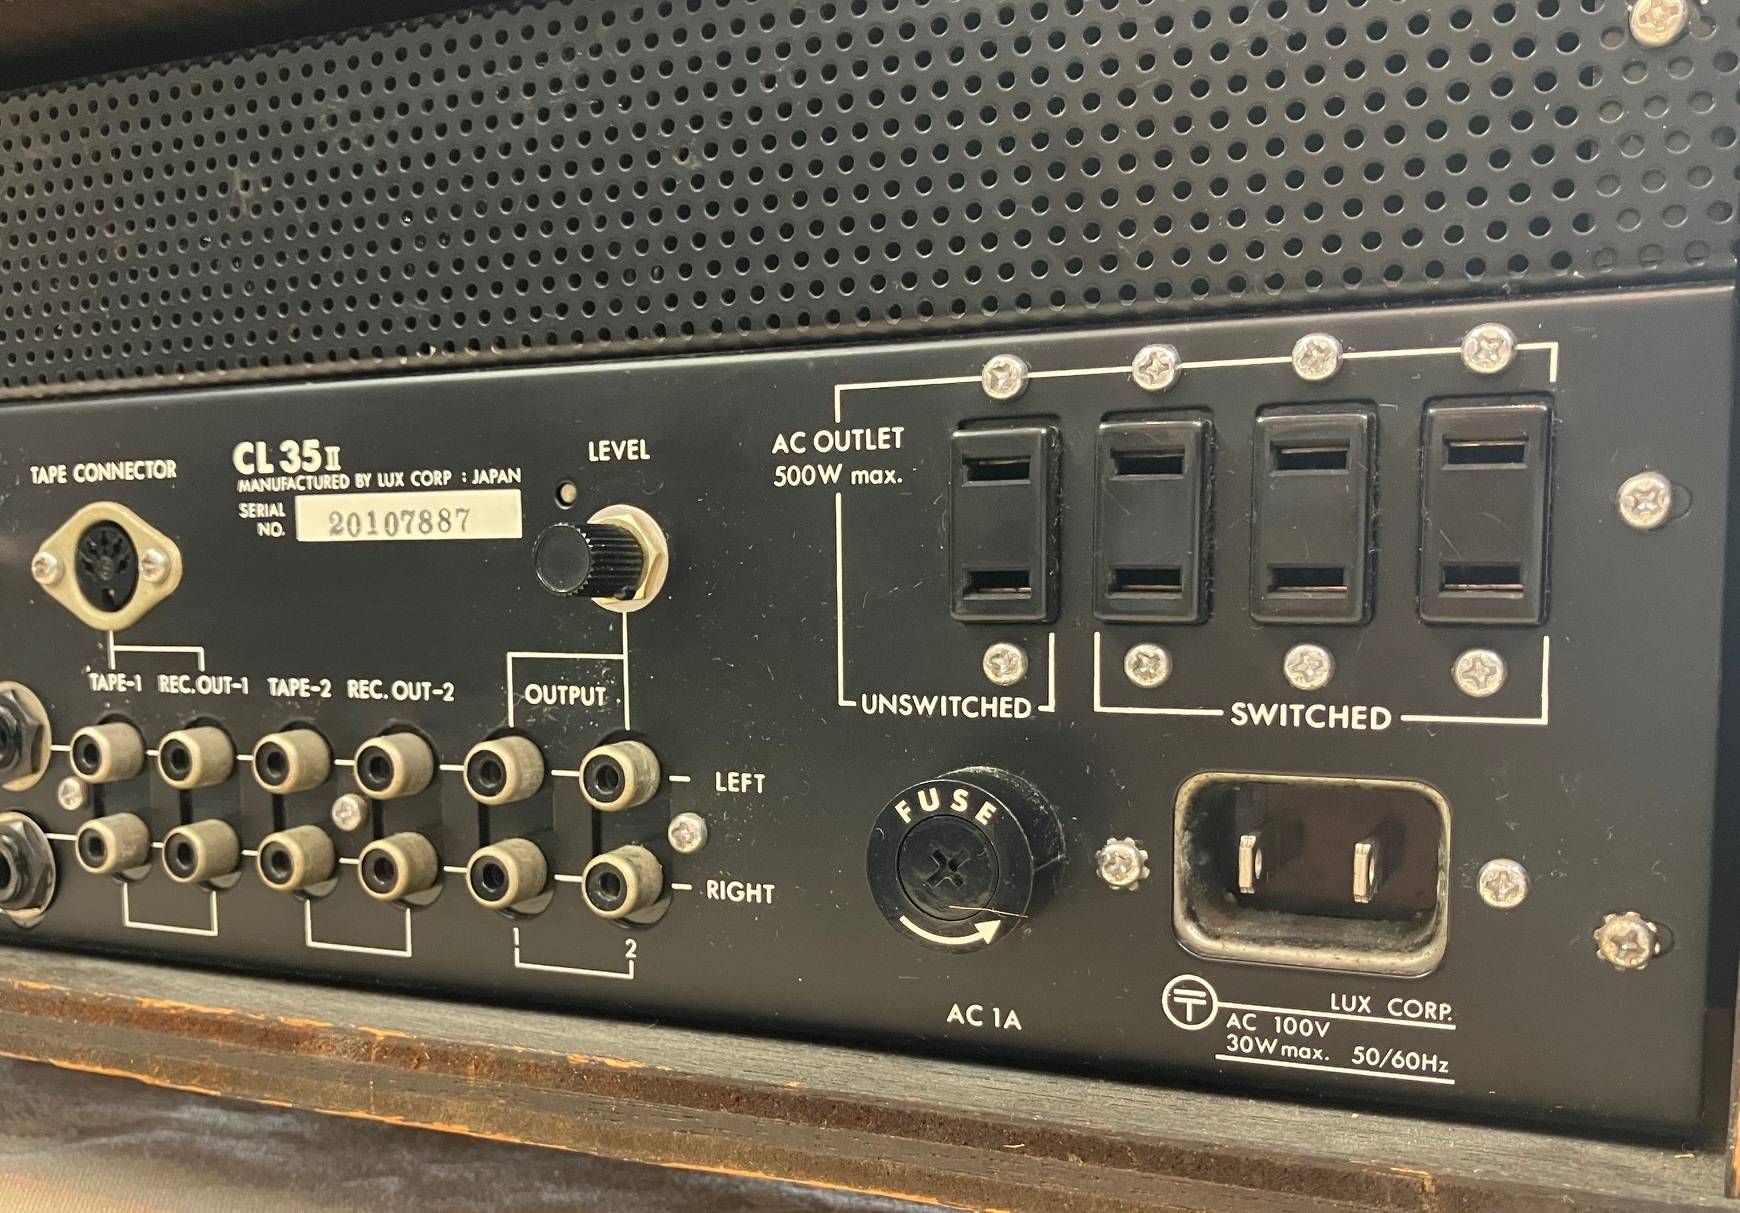 TAPE CONNECTOR
CL 35 II
MANUFACTURED BY LUX CORP : JAPAN
SERIAL NO. 20107887
LEVEL
AC OUTLET
500W max.
TAPE-1 REC.OUT-1 TAPE-2 REC.OUT-2
OUTPUT
UNSWITCHED
SWITCHED
LEFT
RIGHT
1 2
FUSE
AC 1A
LUX CORP.
AC 100V
30W max. 50/60Hz